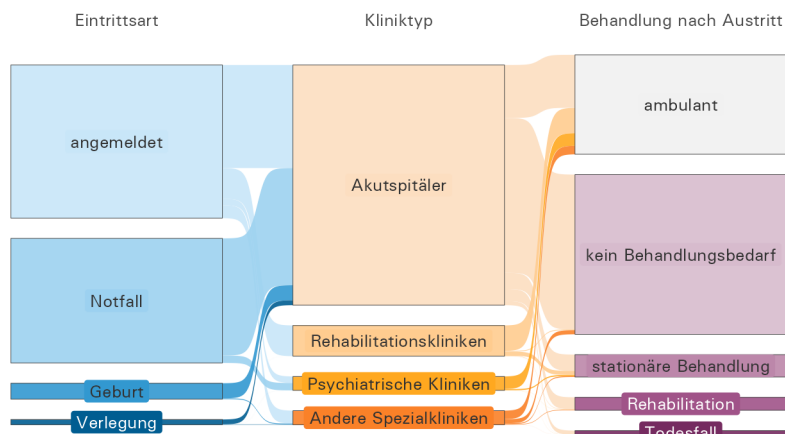 Eintrittsart
Kliniktyp
Behandlung nach Austritt
angemeldet
Notfall
Geburt
Verlegung
Akutspitäler
Rehabilitationskliniken
Psychiatrische Kliniken
Andere Spezialkliniken
ambulant
kein Behandlungsbedarf
stationäre Behandlung
Rehabilitation
Todesfall